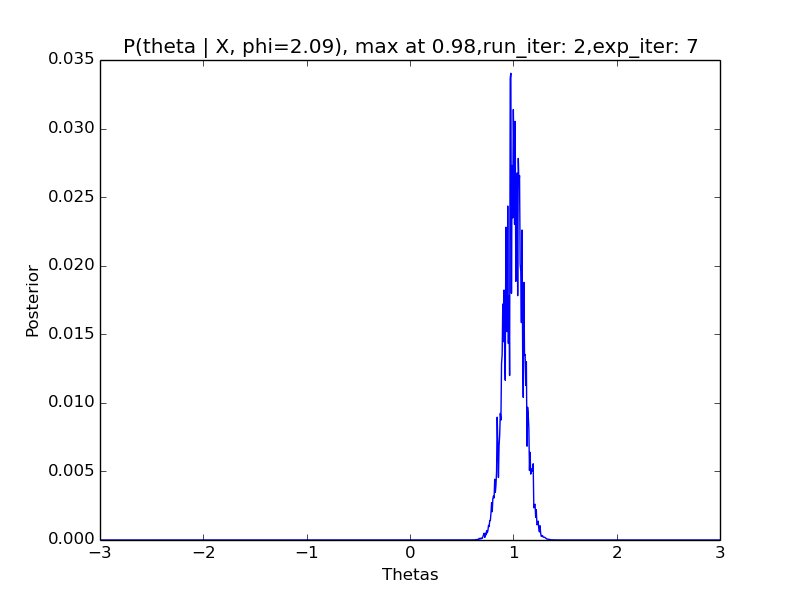 P(theta | X, phi=2.09), max at 0.98,run_iter: 2,exp_iter: 7
0.035
0.030
0.025
0.020
0.015
0.010
0.005
0.000
Posterior
−3 −2 −1 0 1 2 3
Thetas